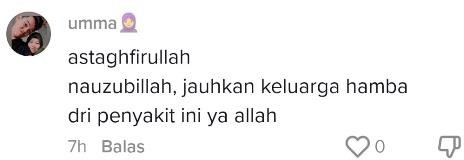 umma🧕
astaghfirullah
nauzubillah, jauhkan keluarga hamba
dri penyakit ini ya allah
7h Balas 0